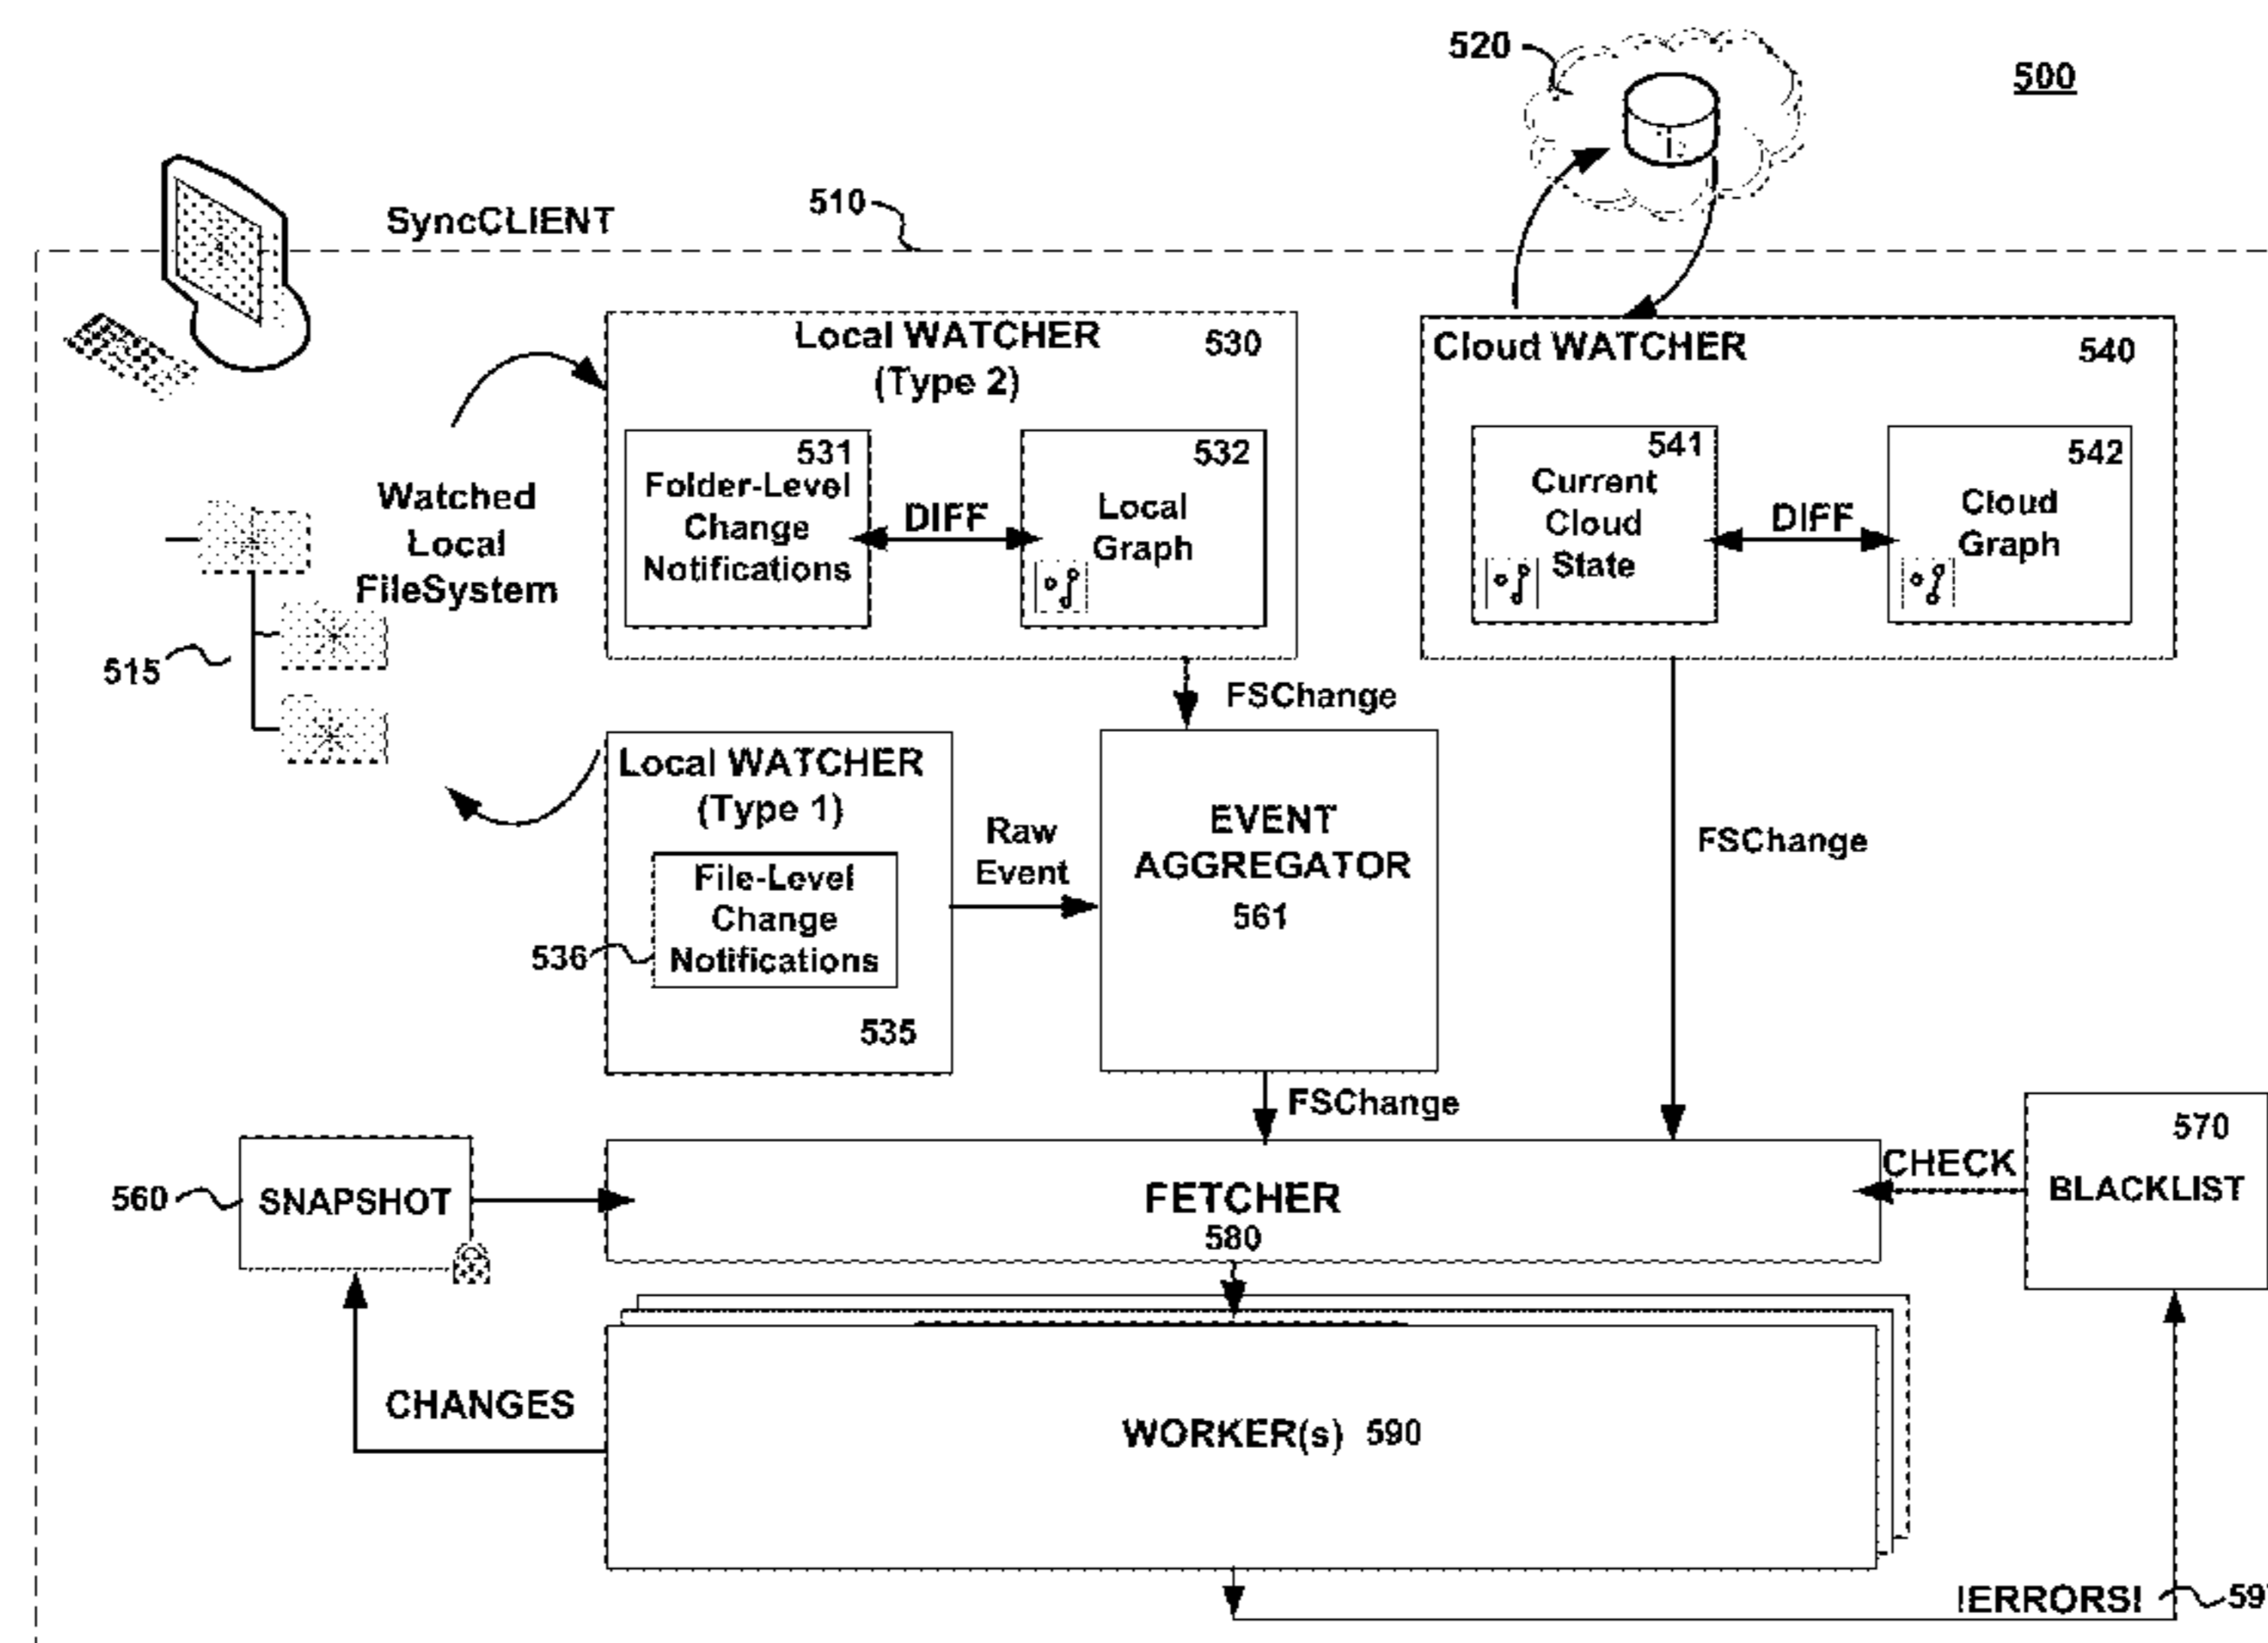 520
500
SyncCLIENT
510
Local WATCHER
(Type 2)
530
Cloud WATCHER
540
531
Folder-Level
Change
Notifications
DIFF
532
Local
Graph
541
Current
Cloud
State
DIFF
542
Cloud
Graph
Watched
Local
FileSystem
515
FSChange
Local WATCHER
(Type 1)
File-Level
Change
Notifications
536
535
Raw
Event
EVENT
AGGREGATOR
561
FSChange
FSChange
560
SNAPSHOT
FETCHER
580
CHECK
570
BLACKLIST
CHANGES
WORKER(s) 590
!ERRORS!